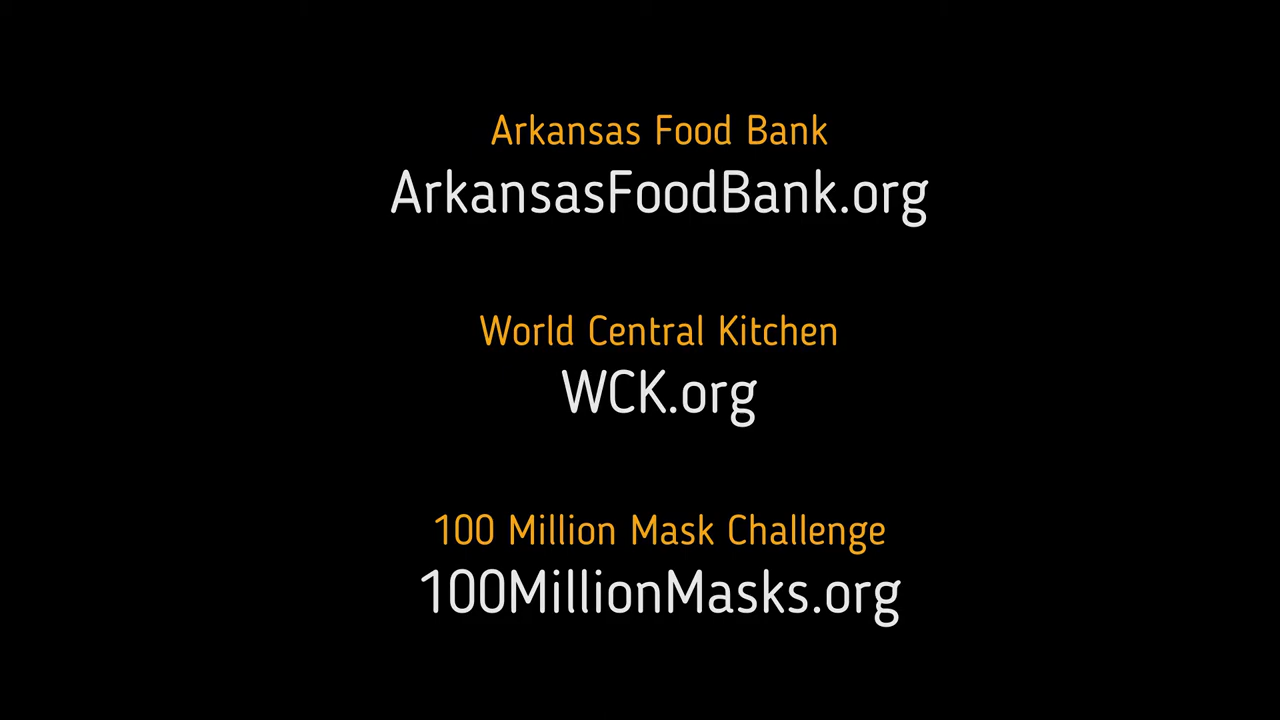 Arkansas Food Bank
ArkansasFoodBank.org
World Central Kitchen
WCK.org
100 Million Mask Challenge
100MillionMasks.org